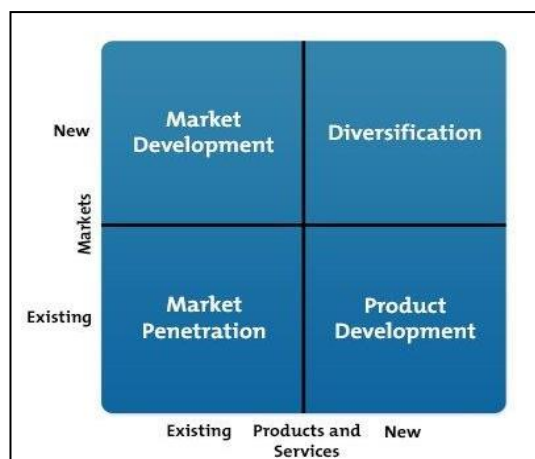 New
Market
Development
Diversification
Markets
Existing
Market
Penetration
Product
Development
Existing
Products and
Services
New